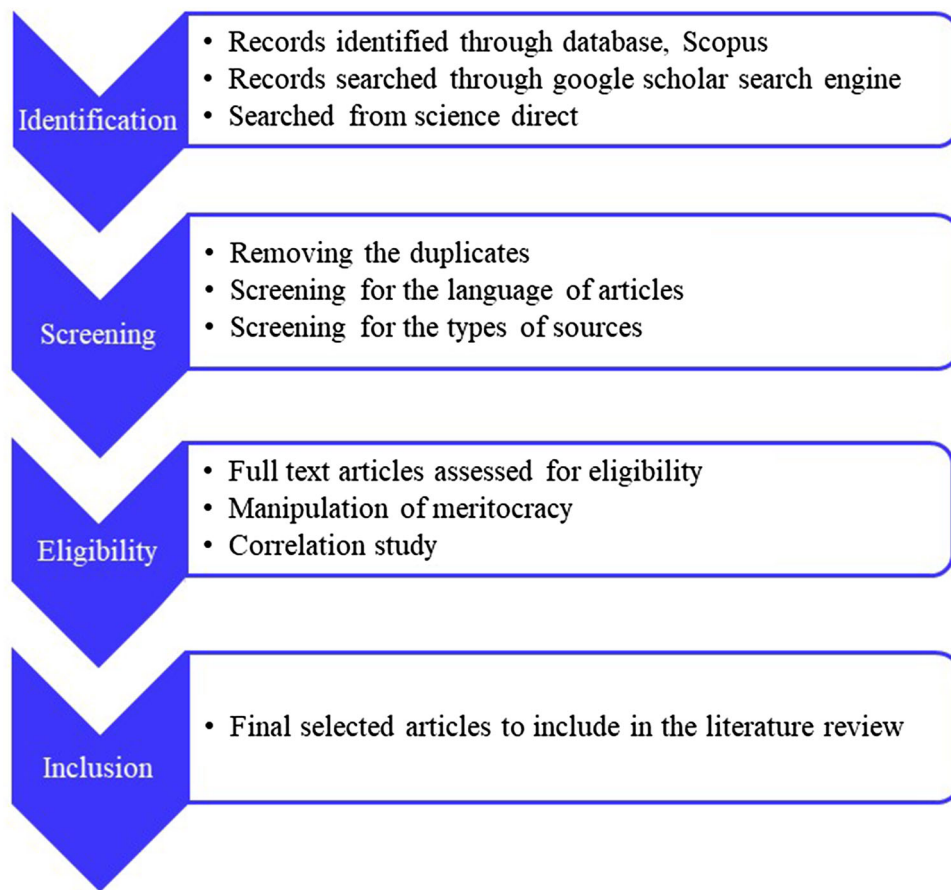 Identification
• Records identified through database, Scopus
• Records searched through google scholar search engine
• Searched from science direct
Screening
• Removing the duplicates
• Screening for the language of articles
• Screening for the types of sources
Eligibility
• Full text articles assessed for eligibility
• Manipulation of meritocracy
• Correlation study
Inclusion
• Final selected articles to include in the literature review